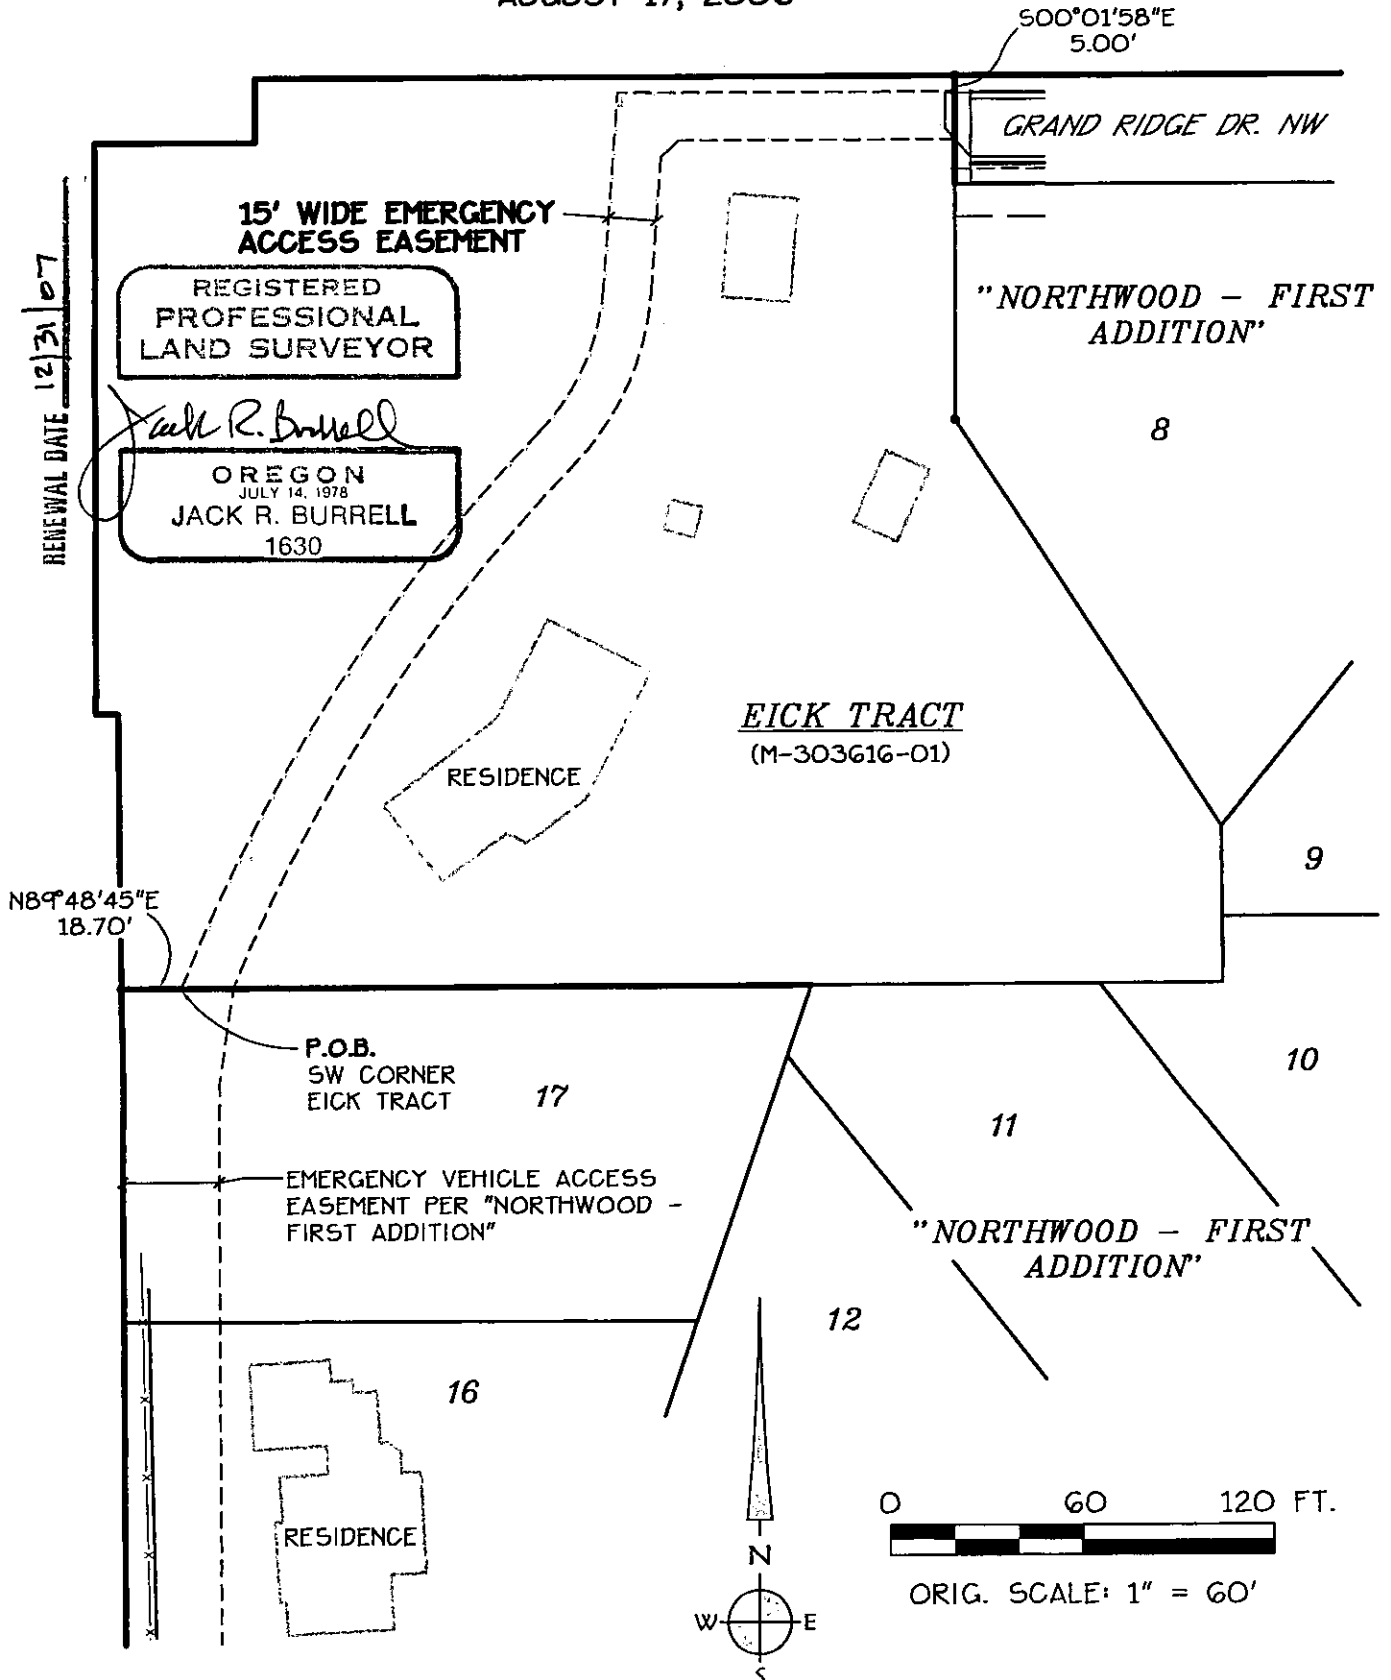 S00°01'58"E
5.00'
GRAND RIDGE DR. NW
15' WIDE EMERGENCY
ACCESS EASEMENT
REGISTERED
PROFESSIONAL
LAND SURVEYOR
Jack R. Burrell
OREGON
JULY 14, 1978
JACK R. BURRELL
1630
RENEWAL DATE 12/31/07
"NORTHWOOD - FIRST
ADDITION"
8
EICK TRACT
(M-303616-01)
RESIDENCE
9
N89°48'45"E
18.70'
P.O.B.
SW CORNER
EICK TRACT
17
10
11
EMERGENCY VEHICLE ACCESS
EASEMENT PER "NORTHWOOD -
FIRST ADDITION"
"NORTHWOOD - FIRST
ADDITION"
12
16
RESIDENCE
0 60 120 FT.
ORIG. SCALE: 1" = 60'
N
W E
S